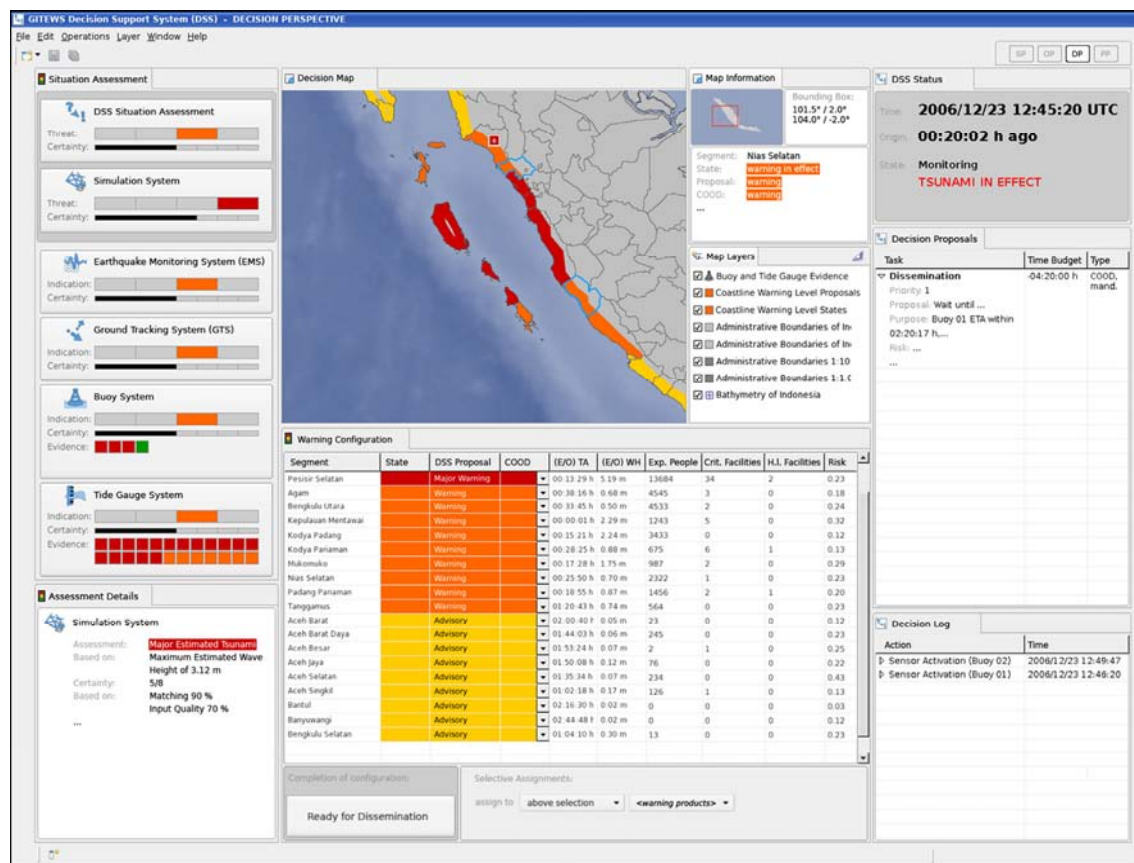 GITEWS Decision Support System (DSS) - DECISION PERSPECTIVE
File Edit Operations Layer Window Help
SP OP DP PP
Situation Assessment
DSS Situation Assessment
Threat:
Certainty:
Simulation System
Threat:
Certainty:
Earthquake Monitoring System (EMS)
Indication:
Certainty:
Ground Tracking System (GTS)
Indication:
Certainty:
Buoy System
Indication:
Certainty:
Evidence:
Tide Gauge System
Indication:
Certainty:
Evidence:
Assessment Details
Simulation System
Assessment: Major Estimated Tsunami
Based on: Maximum Estimated Wave
Height of 3.12 m
Certainty: 5/8
Based on: Matching 90 %
Input Quality 70 %
...
Decision Map
Map Information
Bounding Box:
101.5° / 2.0°
104.0° / -2.0°
Segment: Nias Selatan
State: warning in effect
Proposal: warning
COOD: warning
...
Map Layers
Buoy and Tide Gauge Evidence
Coastline Warning Level Proposals
Coastline Warning Level States
Administrative Boundaries of In
Administrative Boundaries of In
Administrative Boundaries 1:10
Administrative Boundaries 1:1.0
Bathymetry of Indonesia
Warning Configuration
Segment State DSS Proposal COOD (E/O) TA (E/O) WH Exp. People Crit. Facilities H.I. Facilities Risk
Pesisir Selatan Major Warning 00:13:29 h 5.19 m 13684 34 2 0.23
Agam Warning 00:38:16 h 0.68 m 4545 3 0 0.18
Bengkulu Utara Warning 00:33:45 h 0.50 m 4533 2 0 0.24
Kepulauan Mentawai Warning 00:00:01 h 2.29 m 1243 5 0 0.32
Kodya Padang Warning 00:15:21 h 2.24 m 3433 0 0 0.12
Kodya Pariaman Warning 00:28:25 h 0.88 m 675 6 1 0.13
Mukomuko Warning 00:17:28 h 1.75 m 987 2 0 0.29
Nias Selatan Warning 00:25:50 h 0.70 m 2322 1 0 0.23
Padang Pariaman Warning 00:18:55 h 0.87 m 1456 2 1 0.20
Tanggamus Warning 01:20:43 h 0.74 m 564 0 0 0.23
Aceh Barat Advisory 02:00:40 h 0.05 m 23 0 0 0.12
Aceh Barat Daya Advisory 01:44:03 h 0.06 m 245 0 0 0.23
Aceh Besar Advisory 01:53:24 h 0.07 m 2 1 0 0.25
Aceh Jaya Advisory 01:50:08 h 0.12 m 76 0 0 0.22
Aceh Selatan Advisory 01:35:34 h 0.07 m 234 0 0 0.43
Aceh Singkil Advisory 01:02:18 h 0.17 m 126 1 0 0.13
Bantul Advisory 02:16:30 h 0.02 m 0 0 0 0.03
Banyuwangi Advisory 02:44:48 h 0.02 m 0 0 0 0.12
Bengkulu Selatan Advisory 01:04:10 h 0.30 m 13 0 0 0.23
Completion of configuration:
Ready for Dissemination
Selective Assignments:
assign to above selection <warning products>
DSS Status
Time: 2006/12/23 12:45:20 UTC
Origin: 00:20:02 h ago
State: Monitoring
TSUNAMI IN EFFECT
Decision Proposals
Task Time Budget Type
Dissemination -04:20:00 h COOD,
mand.
Priority: 1
Proposal: Wait until ...
Purpose: Buoy 01 ETA within
02:20:17 h,...
Risk: ...
...
Decision Log
Action Time
Sensor Activation (Buoy 02) 2006/12/23 12:49:47
Sensor Activation (Buoy 01) 2006/12/23 12:46:20